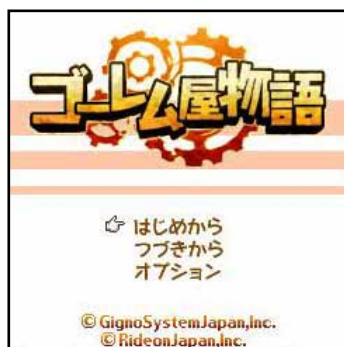 ゴーレム屋物語
はじめから
つづきから
オプション
© GignoSystemJapan,Inc.
© RideonJapan,Inc.